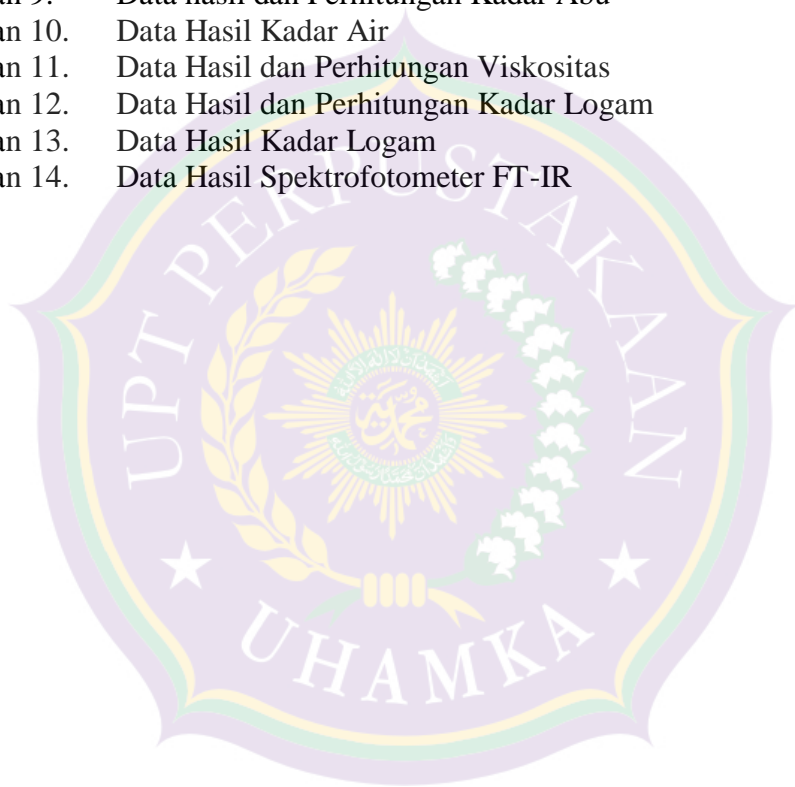 an 9. Data hasil dan Perhitungan Kadar Abu
an 10. Data Hasil Kadar Air
an 11. Data Hasil dan Perhitungan Viskositas
an 12. Data Hasil dan Perhitungan Kadar Logam
an 13. Data Hasil Kadar Logam
an 14. Data Hasil Spektrofotometer FT-IR
UPT PERPUSTAKAAN
محمدية
UHAMKA